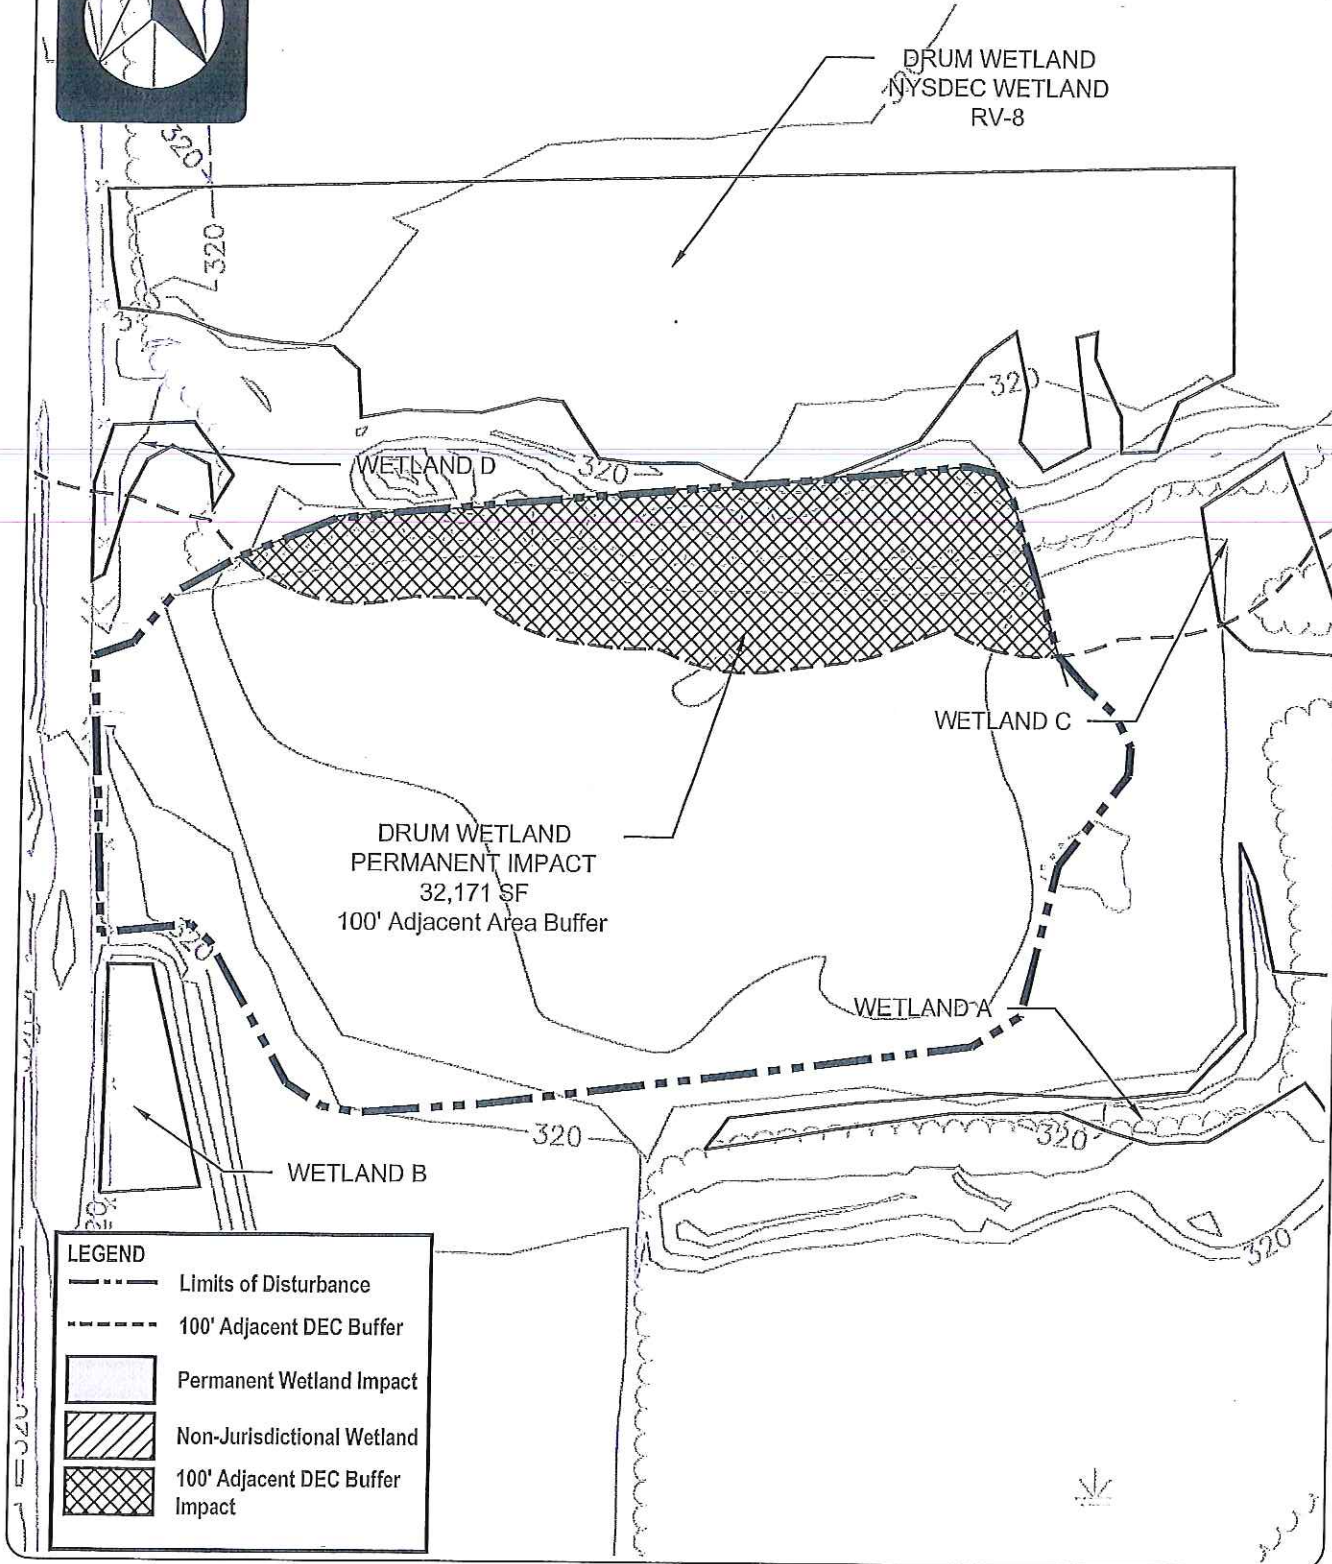 DRUM WETLAND
NYSDEC WETLAND
RV-8
320
320
320
320
320
WETLAND D
WETLAND C
DRUM WETLAND
PERMANENT IMPACT
32,171 SF
100' Adjacent Area Buffer
320
WETLAND A
320
320
WETLAND B
320
LEGEND
Limits of Disturbance
100' Adjacent DEC Buffer
Permanent Wetland Impact
Non-Jurisdictional Wetland
100' Adjacent DEC Buffer
Impact
320